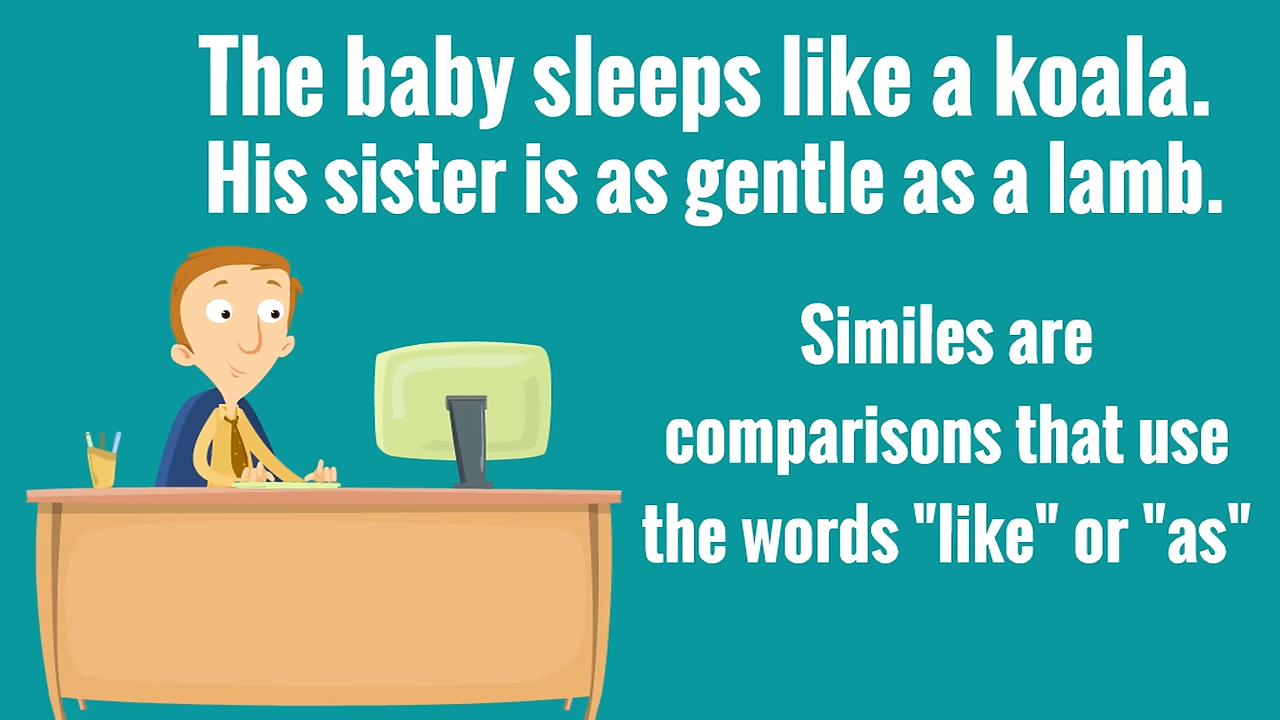 The baby sleeps like a koala.
His sister is as gentle as a lamb.
Similes are
comparisons that use
the words "like" or "as"